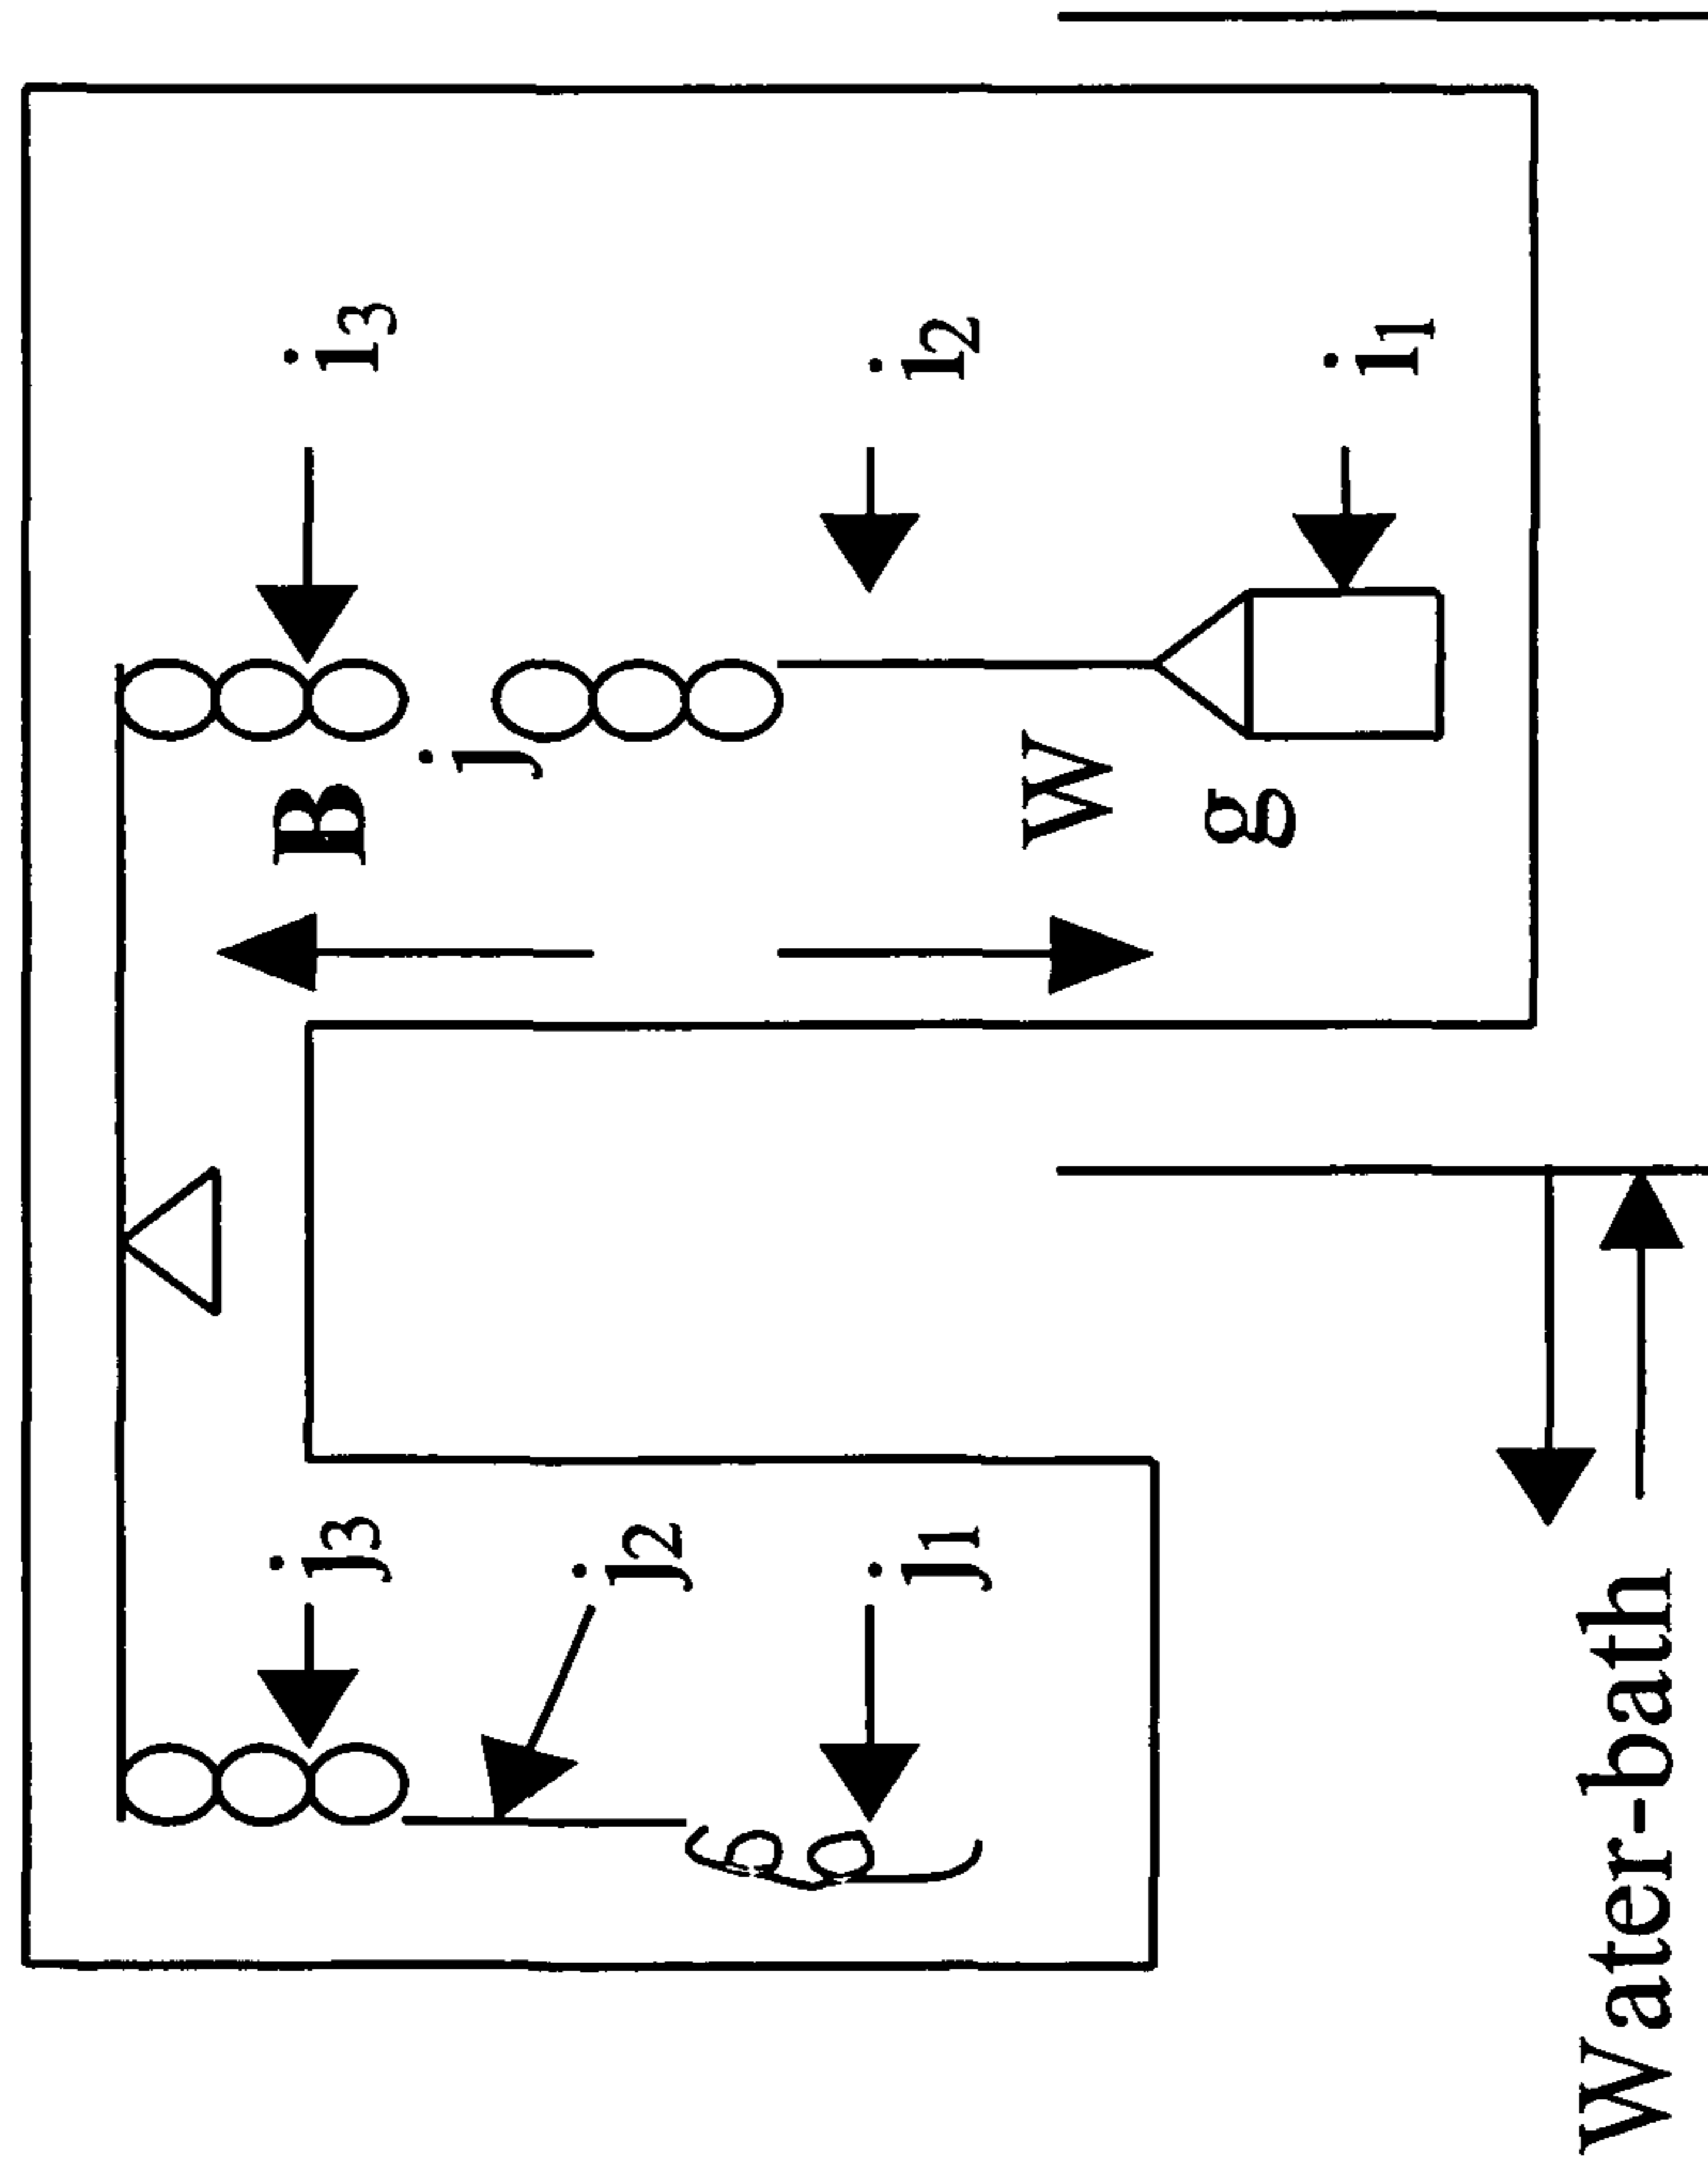 j₃
B
i₃
j
j₂
j₁
i₂
W
g
i₁
Water-bath